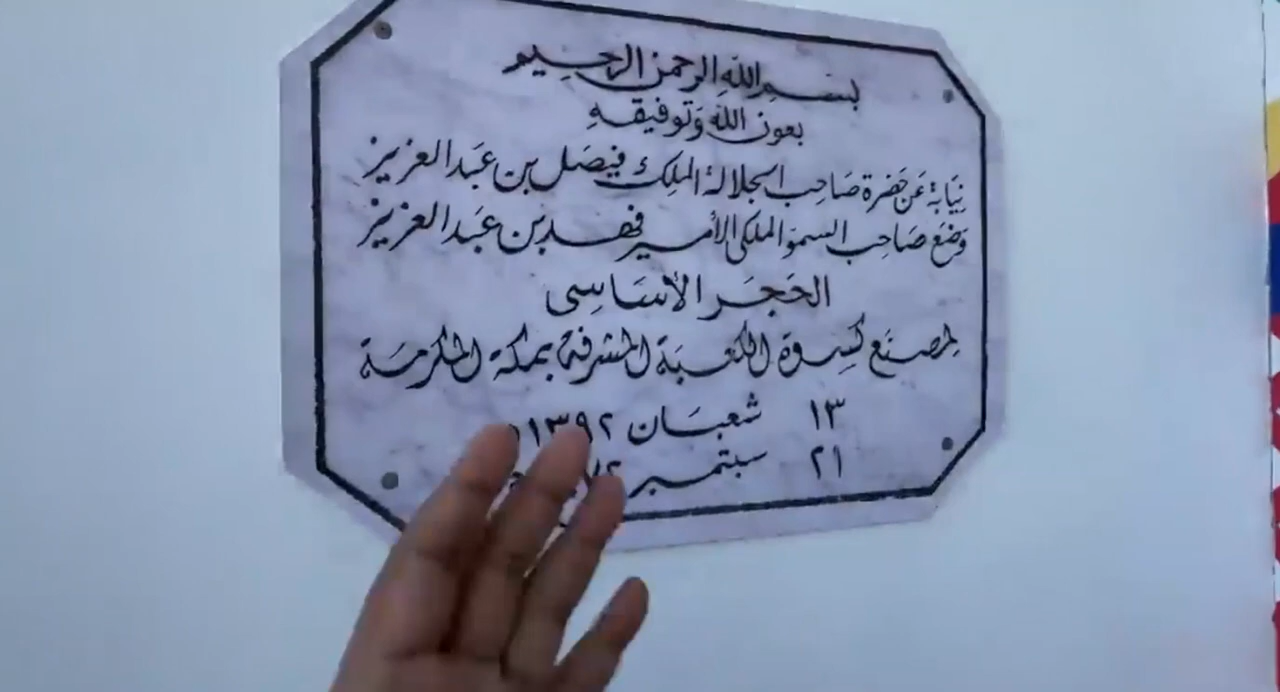 بسم الله الرحمن الرحيم
بعون الله وتوفيقه
نيابة عن حضرة صاحب الجلالة الملك فيصل بن عبد العزيز
وضع صاحب السمو الملكي الأمير فهد بن عبد العزيز
الحجر الأساسي
لمصنع كسوة الكعبة المشرفة بمكة المكرمة
١٣ شعبان ١٣٩٢
٢١ سبتمبر